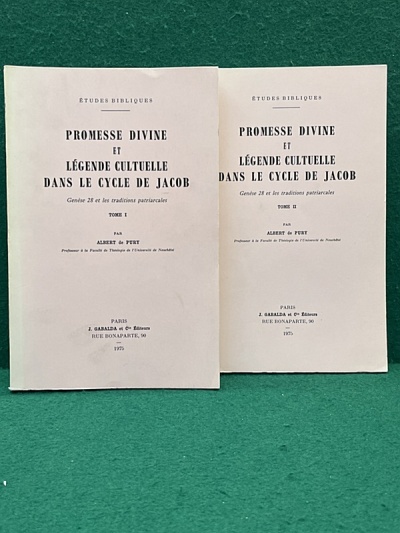 ÉTUDES BIBLIQUES
PROMESSE DIVINE
ET
LÉGENDE CULTUELLE
DANS LE CYCLE DE JACOB
Genèse 28 et les traditions patriarcales
TOME I
PAR
ALBERT de PURY
Professeur à la Faculté de Théologie de l'Université de Neuchâtel
PARIS
J. GABALDA et Cie Éditeurs
RUE BONAPARTE, 90
1975
ÉTUDES BIBLIQUES
PROMESSE DIVINE
ET
LÉGENDE CULTUELLE
DANS LE CYCLE DE JACOB
Genèse 28 et les traditions patriarcales
TOME II
PAR
ALBERT de PURY
Professeur à la Faculté de Théologie de l'Université de Neuchâtel
PARIS
J. GABALDA et Cie Éditeurs
RUE BONAPARTE, 90
1975